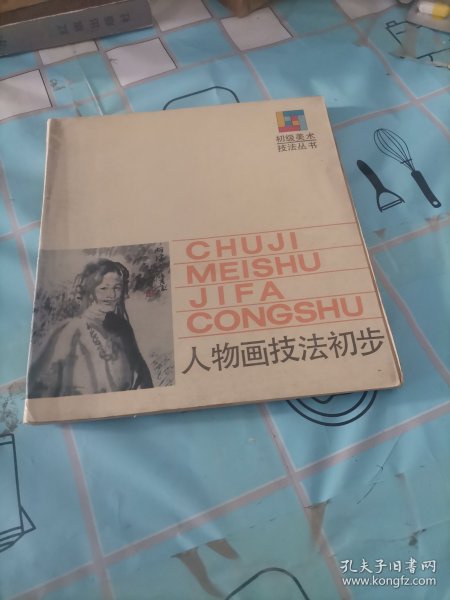 初级美术
技法丛书
CHUJI
MEISHU
JIFA
CONGSHU
人物画技法初步
孔夫子旧书网
www.kongfz.com